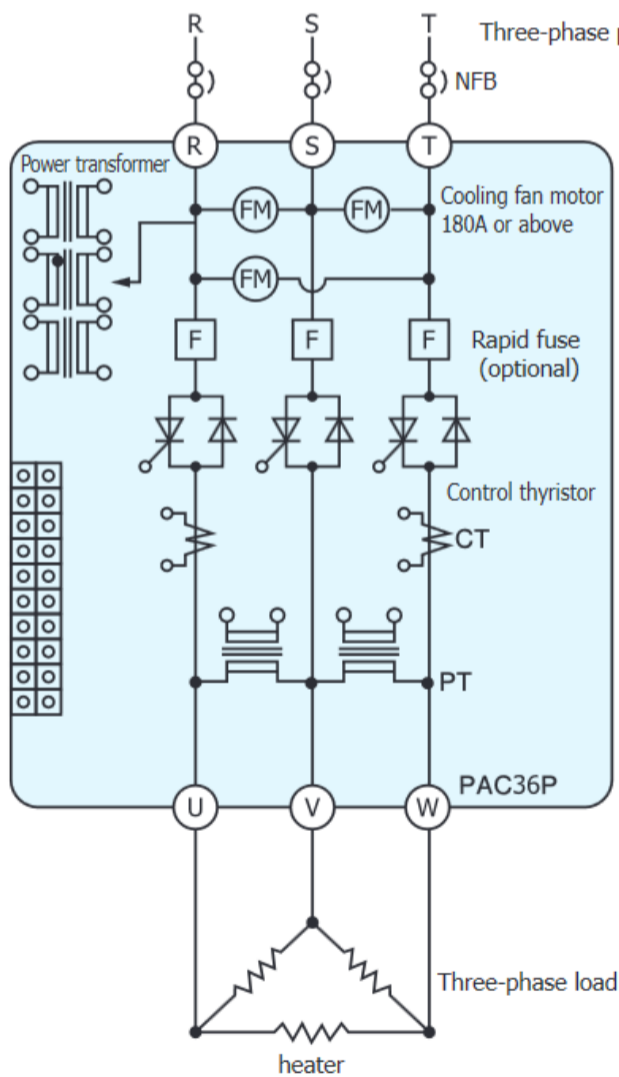 R S T
Three-phase
NFB
R S T
Power transformer
FM FM
Cooling fan motor
180A or above
FM
F F F
Rapid fuse
(optional)
Control thyristor
CT
PT
PAC36P
U V W
Three-phase load
heater